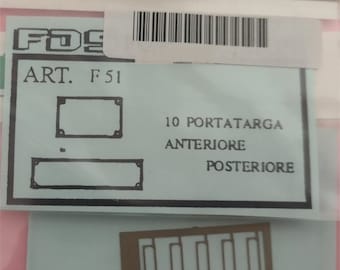 FDS
ART. F 51
10 PORTATARGA
ANTERIORE
POSTERIORE